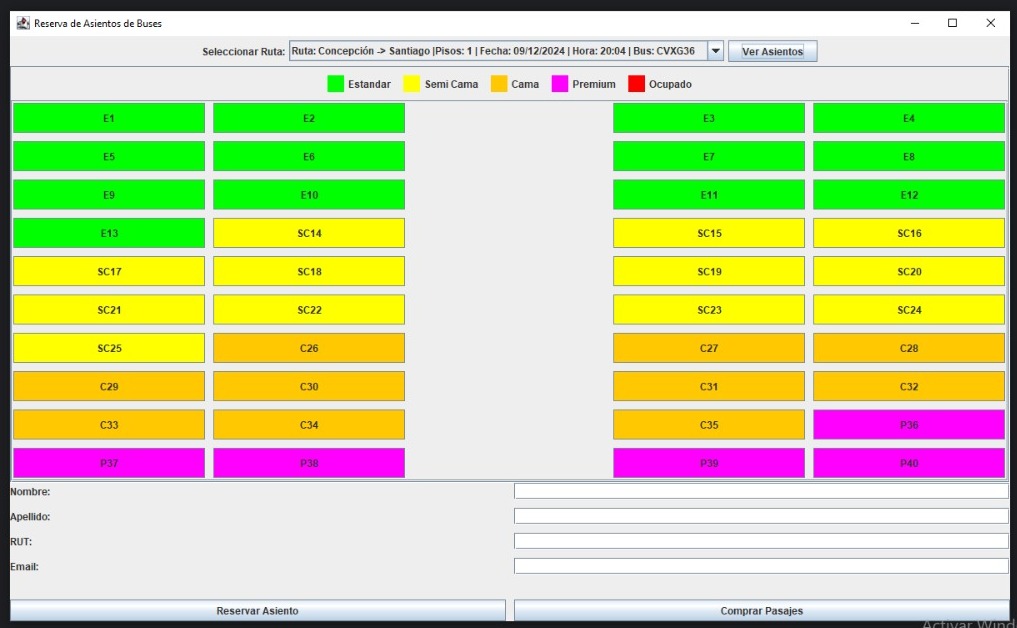 Reserva de Asientos de Buses
Seleccionar Ruta: Ruta: Concepción -> Santiago |Pisos: 1 | Fecha: 09/12/2024 | Hora: 20:04 | Bus: CVXG36 Ver Asientos
Estandar Semi Cama Cama Premium Ocupado
E1 E2 E3 E4
E5 E6 E7 E8
E9 E10 E11 E12
E13 SC14 SC15 SC16
SC17 SC18 SC19 SC20
SC21 SC22 SC23 SC24
SC25 C26 C27 C28
C29 C30 C31 C32
C33 C34 C35 P36
P37 P38 P39 P40
Nombre:
Apellido:
RUT:
Email:
Reservar Asiento Comprar Pasajes
Activar Wind